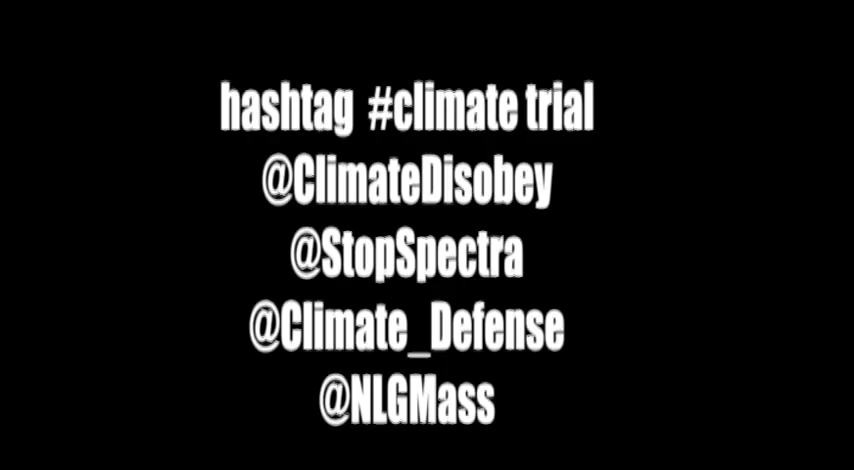 hashtag #climate trial
@ClimateDisobey
@StopSpectra
@Climate_Defense
@NLGMass